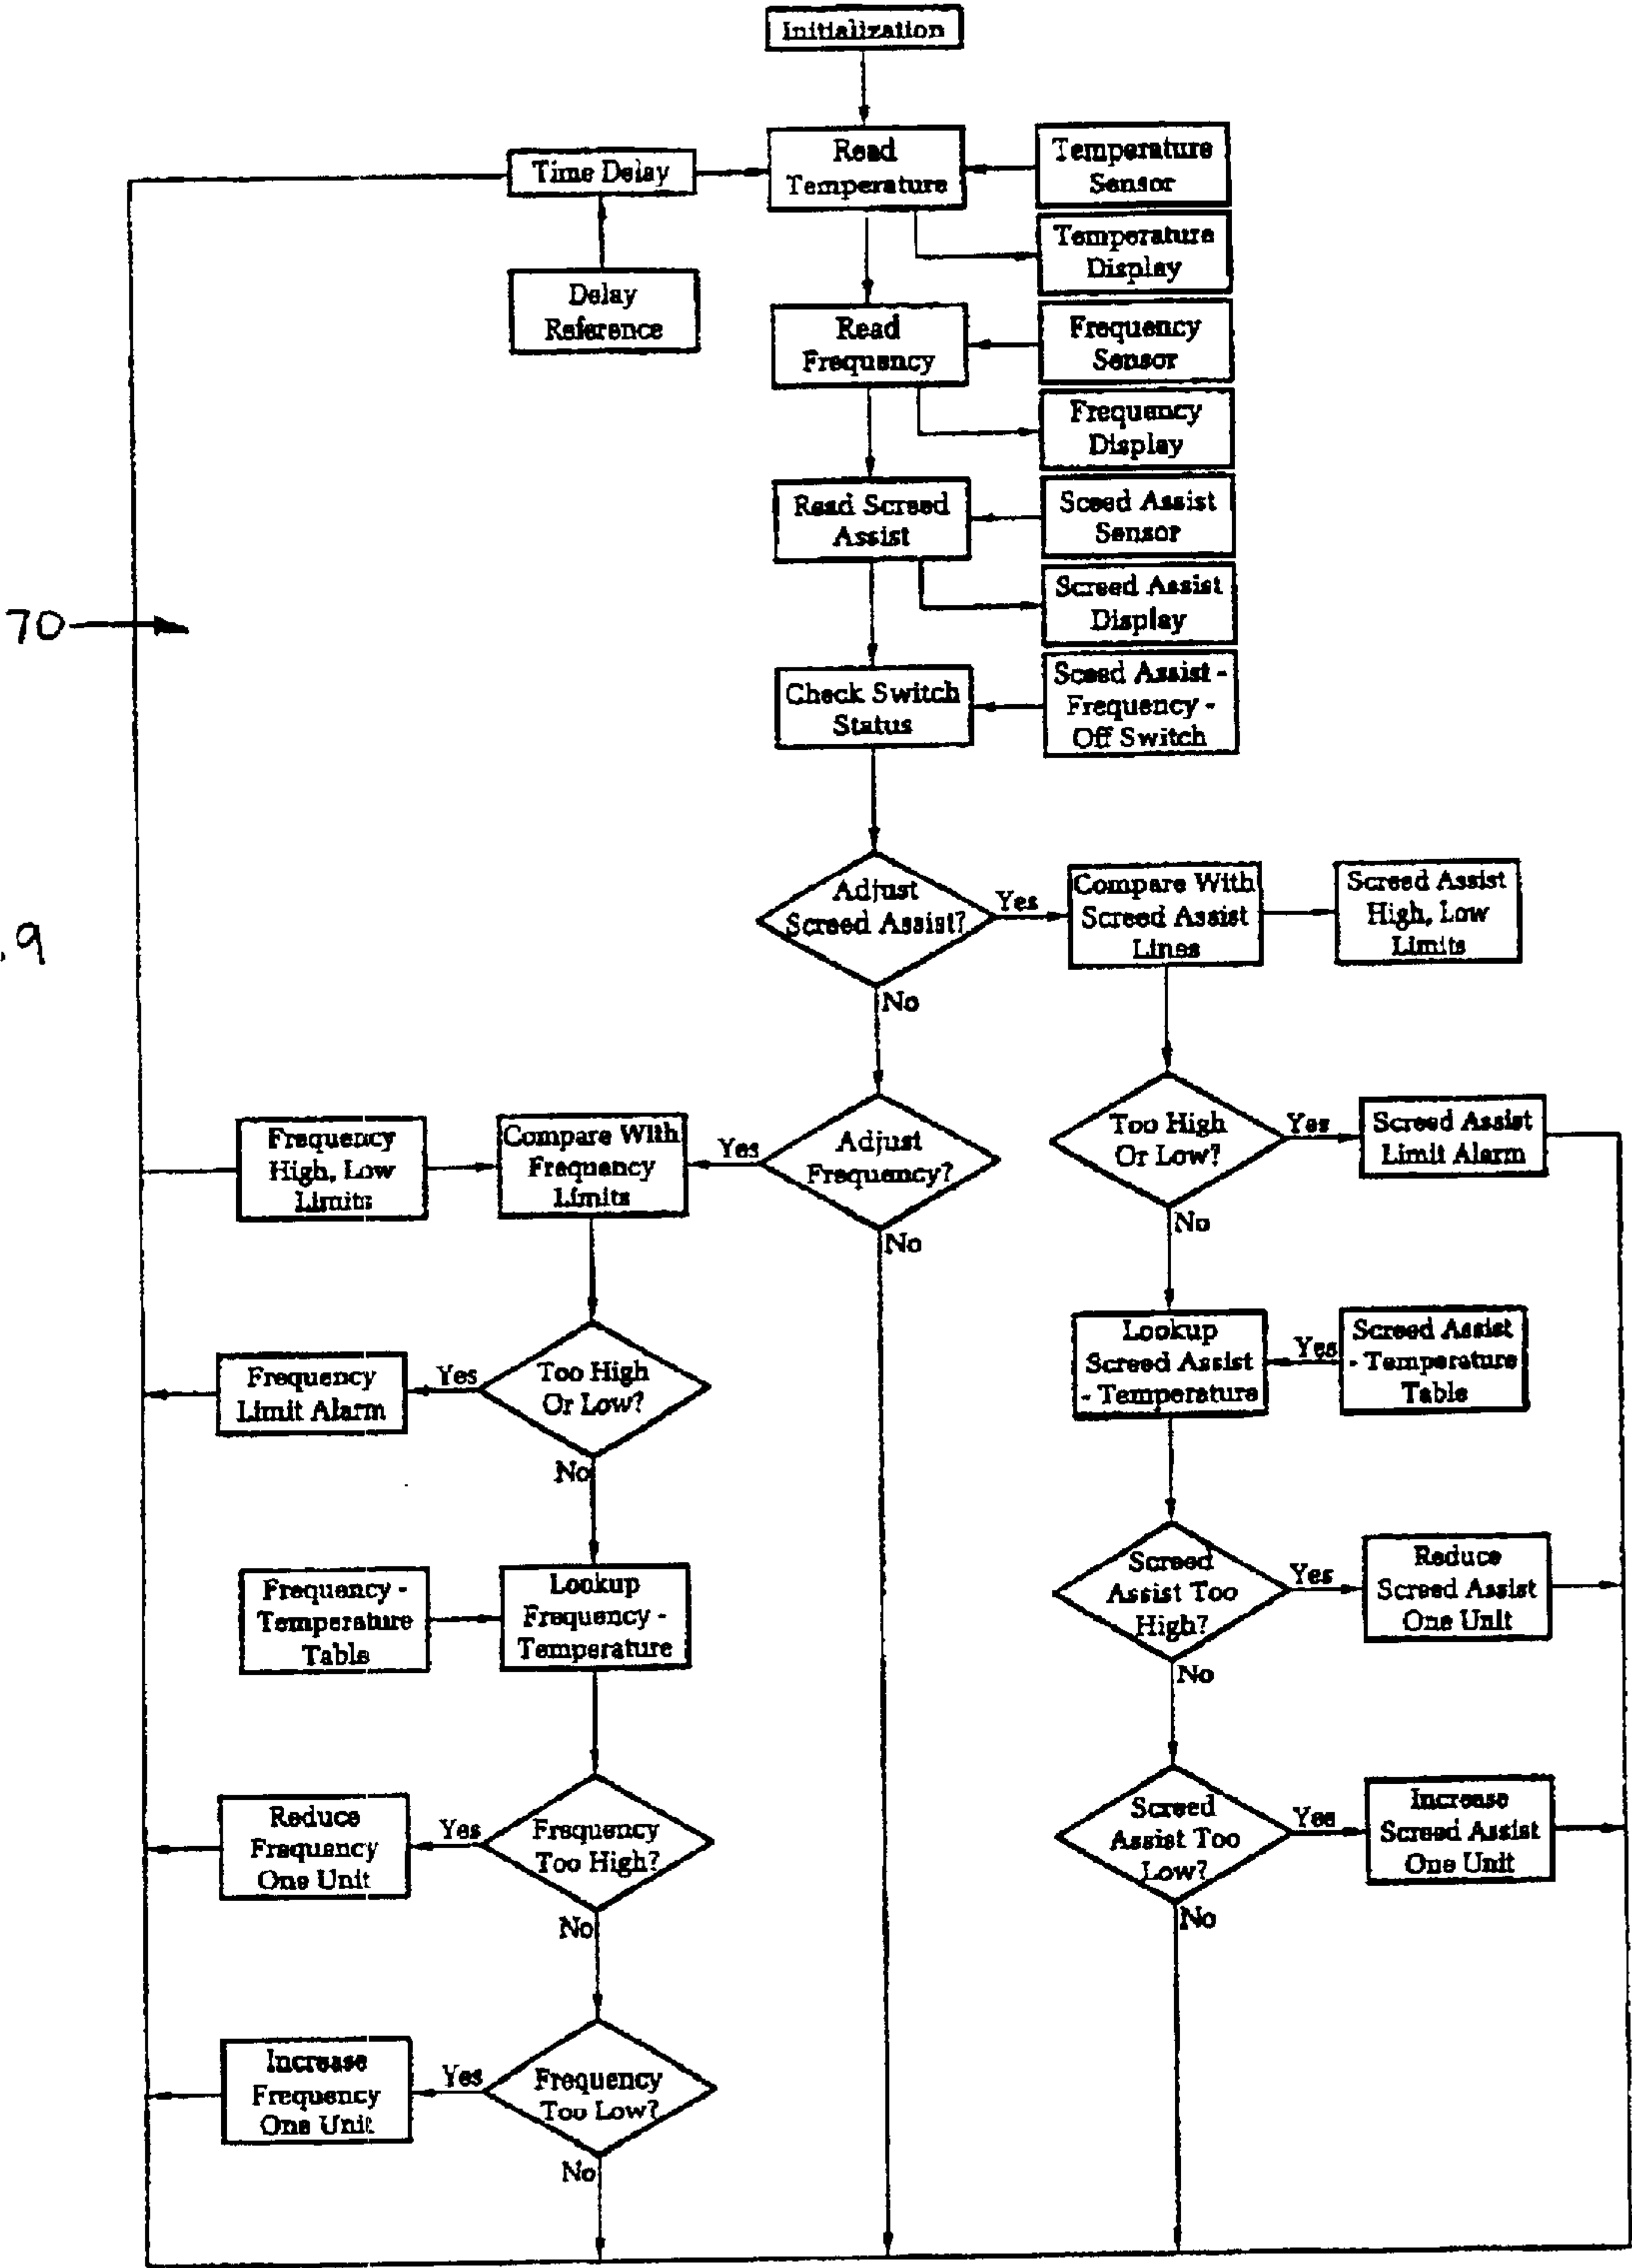 Initialization
Read
Temperature
Time Delay
Temperature
Sensor
Temperature
Display
Delay
Reference
Read
Frequency
Frequency
Sensor
Frequency
Display
Read Screed
Assist
Sceed Assist
Sensor
Screed Assist
Display
70
Check Switch
Status
Sceed Assist -
Frequency -
Off Switch
Adjust
Screed Assist?
Yes
No
Compare With
Screed Assist
Lines
Screed Assist
High, Low
Limits
.9
Frequency
High, Low
Limits
Compare With
Frequency
Limits
Yes
Adjust
Frequency?
No
Too High
Or Low?
Yes
No
Screed Assist
Limit Alarm
Frequency
Limit Alarm
Yes
Too High
Or Low?
No
Lookup
Screed Assist
- Temperature
Yes
Screed Assist
- Temperature
Table
Frequency -
Temperature
Table
Lookup
Frequency -
Temperature
Screed
Assist Too
High?
Yes
No
Reduce
Screed Assist
One Unit
Reduce
Frequency
One Unit
Yes
Frequency
Too High?
No
Screed
Assist Too
Low?
Yes
No
Increase
Screed Assist
One Unit
Increase
Frequency
One Unit
Yes
Frequency
Too Low?
No